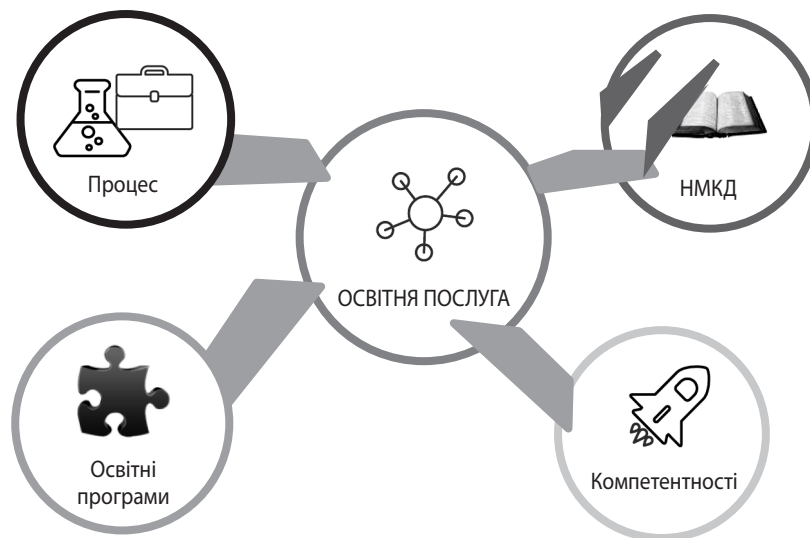 Процес
НМКД
ОСВІТНЯ ПОСЛУГА
Освітні
програми
Компетентності